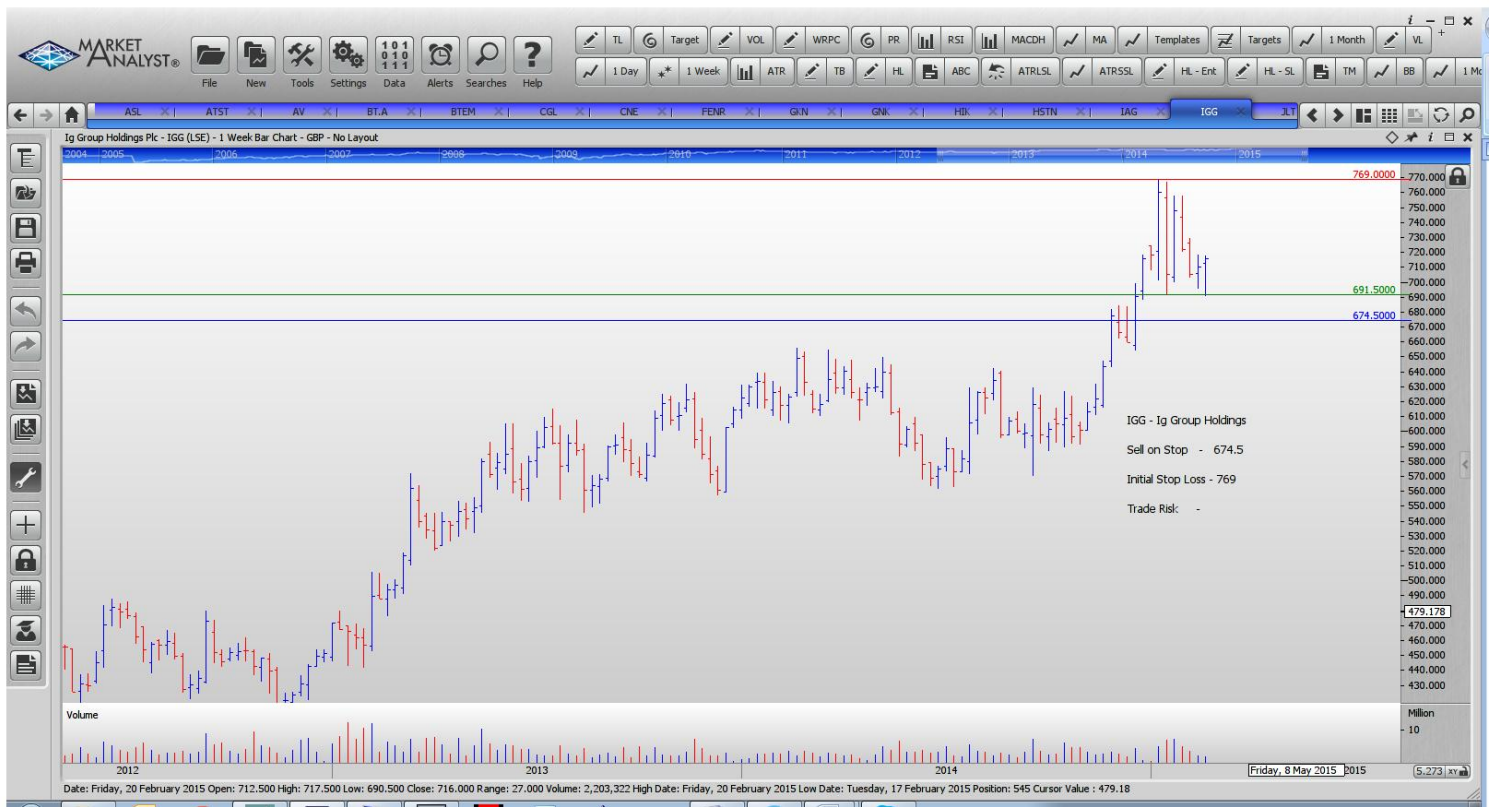 i
MARKET ANALYST®
File New Tools Settings Data Alerts Searches Help
TL Target VOL WRPC PR RSI MACDH MA Templates Targets 1 Month VL
1 Day 1 Week ATR TB HL ABC ATRLSL ATRSSL HL - Ent HL - SL TM BB 1 Mo
ASL ATST AV BT.A BTEM CGL CNE FENR GKN GNK HIK HSTN IAG IGG JLT
Ig Group Holdings Plc - IGG (LSE) - 1 Week Bar Chart - GBP - No Layout
2004 2005 2006 2007 2008 2009 2010 2011 2012 2013 2014 2015
769.0000
691.5000
674.5000
770.000
760.000
750.000
740.000
730.000
720.000
710.000
700.000
690.000
680.000
670.000
660.000
650.000
640.000
630.000
620.000
610.000
600.000
590.000
580.000
570.000
560.000
550.000
540.000
530.000
520.000
510.000
500.000
490.000
479.178
470.000
460.000
450.000
440.000
430.000
IGG - Ig Group Holdings
Sell on Stop - 674.5
Initial Stop Loss - 769
Trade Risk -
Volume
Million
10
2012 2013 2014 Friday, 8 May 2015 2015
5.273 XY
Date: Friday, 20 February 2015 Open: 712.500 High: 717.500 Low: 690.500 Close: 716.000 Range: 27.000 Volume: 2,203,322 High Date: Friday, 20 February 2015 Low Date: Tuesday, 17 February 2015 Position: 545 Cursor Value : 479.18